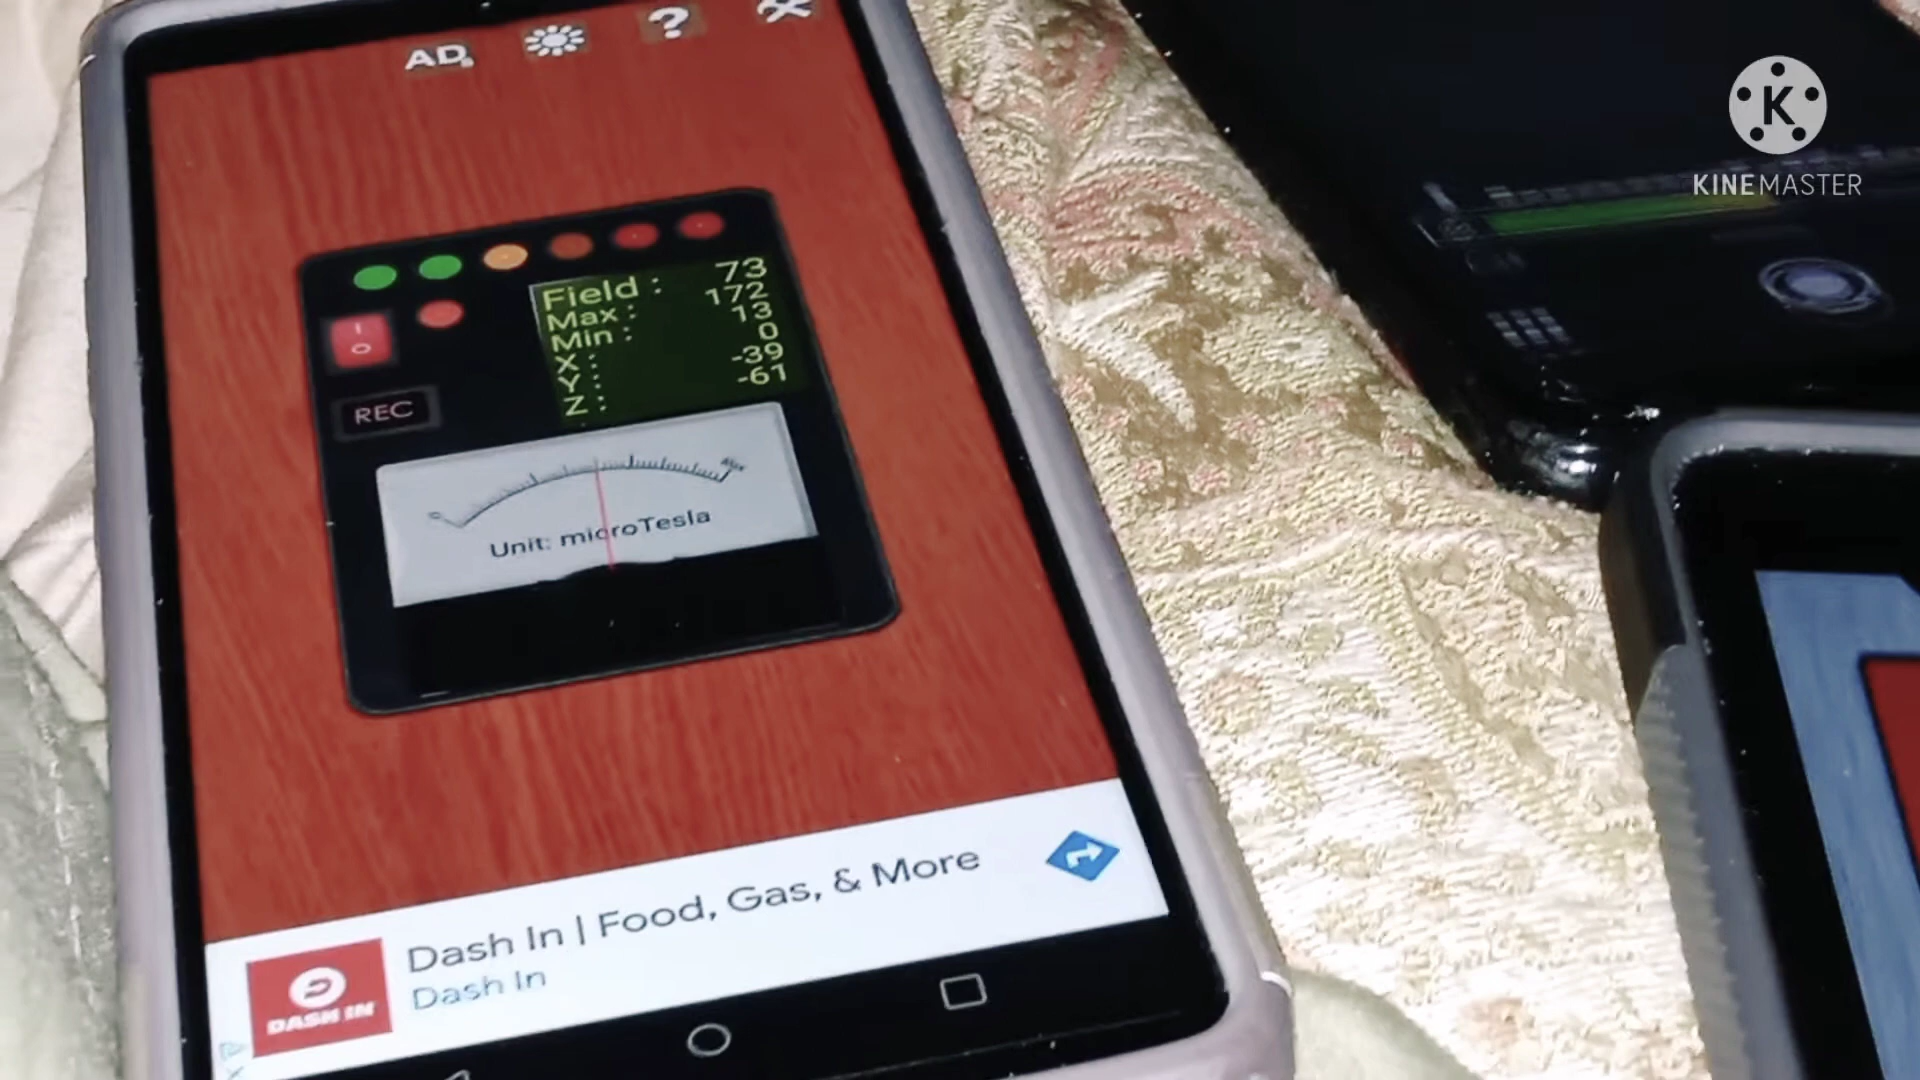 AD
?
KINEMASTER
K
Field : 73
Max : 172
Min : 13
X : 0
Y : -39
Z : -61
I
O
REC
0
Unit: microTesla
Dash In | Food, Gas, & More
Dash In
DASH IN